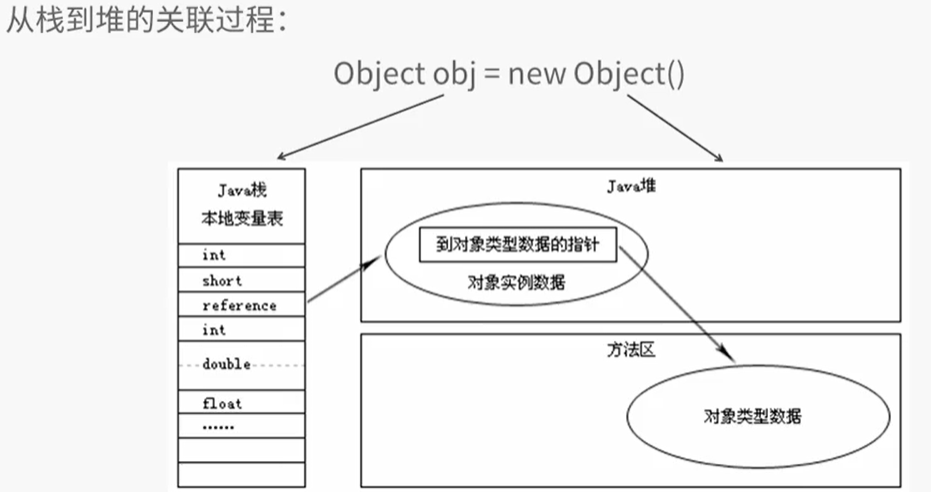 从栈到堆的关联过程：
Object obj = new Object()
Java栈
本地变量表
int
short
reference
int
double
float
……
Java堆
到对象类型数据的指针
对象实例数据
方法区
对象类型数据